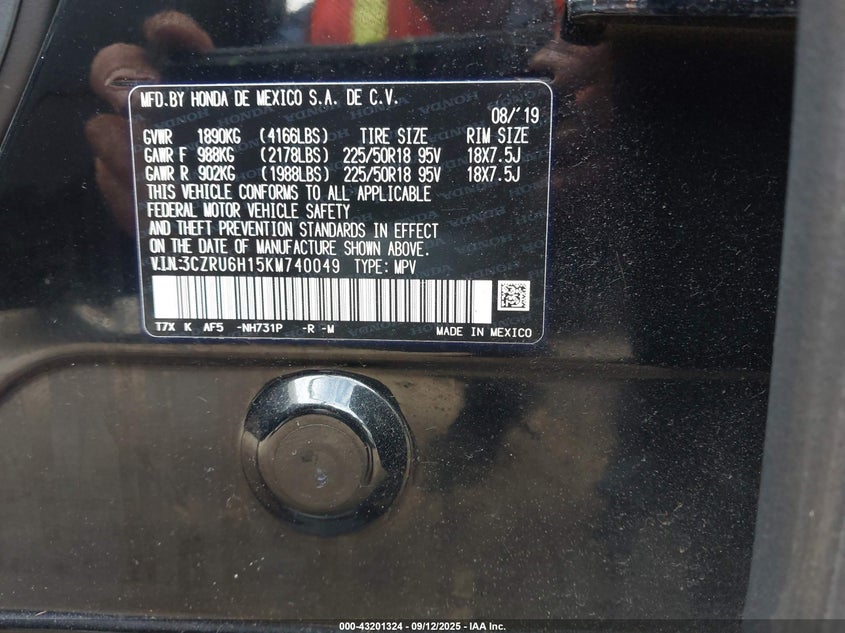 MFD.BY HONDA DE MEXICO S.A. DE C.V.
08/'19
GVWR 1890KG (4166LBS) TIRE SIZE RIM SIZE
GAWR F 988KG (2178LBS) 225/50R18 95V 18X7.5J
GAWR R 902KG (1988LBS) 225/50R18 95V 18X7.5J
THIS VEHICLE CONFORMS TO ALL APPLICABLE
FEDERAL MOTOR VEHICLE SAFETY
AND THEFT PREVENTION STANDARDS IN EFFECT
ON THE DATE OF MANUFACTURE SHOWN ABOVE.
V.I.N:3CZRU6H15KM740049 TYPE: MPV
T7X K AF5 -NH731P -R -M MADE IN MEXICO
000-43201324 - 09/12/2025 - IAA Inc.